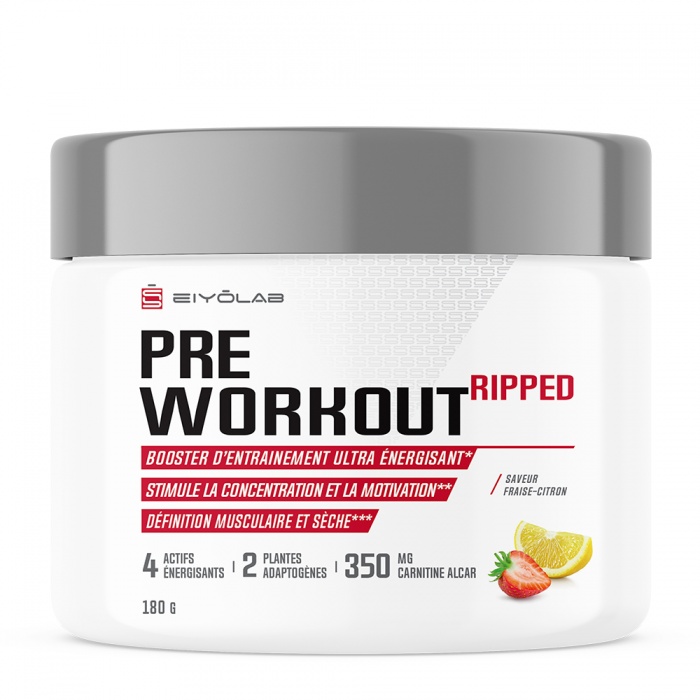 EIYŌLAB
PRE
WORKOUT RIPPED
BOOSTER D'ENTRAINEMENT ULTRA ÉNERGISANT*
STIMULE LA CONCENTRATION ET LA MOTIVATION**
DÉFINITION MUSCULAIRE ET SÈCHE***
/ SAVEUR
FRAISE-CITRON
4 ACTIFS ÉNERGISANTS | 2 PLANTES ADAPTOGÈNES | 350 MG CARNITINE ALCAR
180 G